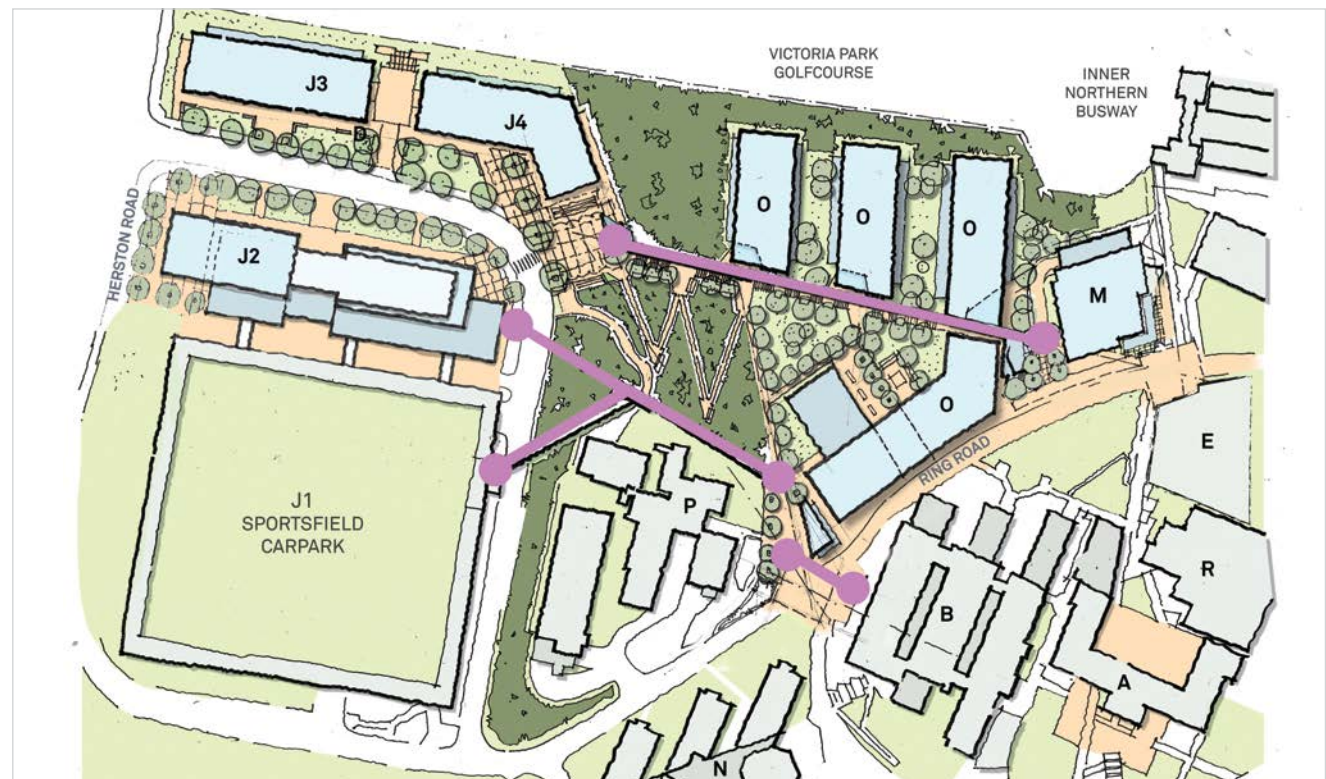 VICTORIA PARK
GOLFCOURSE
INNER
NORTHERN
BUSWAY
J3
J4
O
O
O
HERSTON ROAD
J2
M
O
E
RING ROAD
J1
SPORTSFIELD
CARPARK
P
R
B
A
N